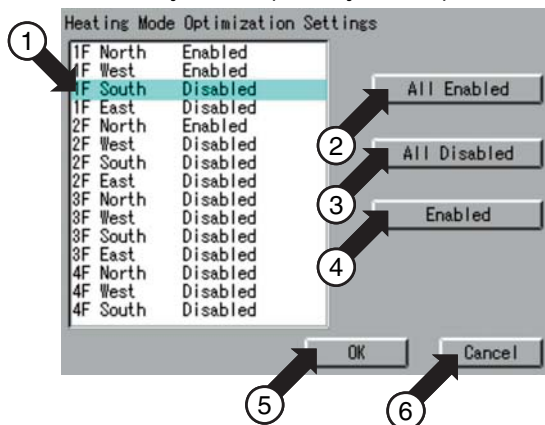 Heating Mode Optimization Settings
1
1F North Enabled
1F West Enabled
1F South Disabled
1F East Disabled
2F North Enabled
2F West Disabled
2F South Disabled
2F East Disabled
3F North Disabled
3F West Disabled
3F South Disabled
3F East Disabled
4F North Disabled
4F West Disabled
4F South Disabled
All Enabled
2
All Disabled
3
Enabled
4
OK
Cancel
5
6